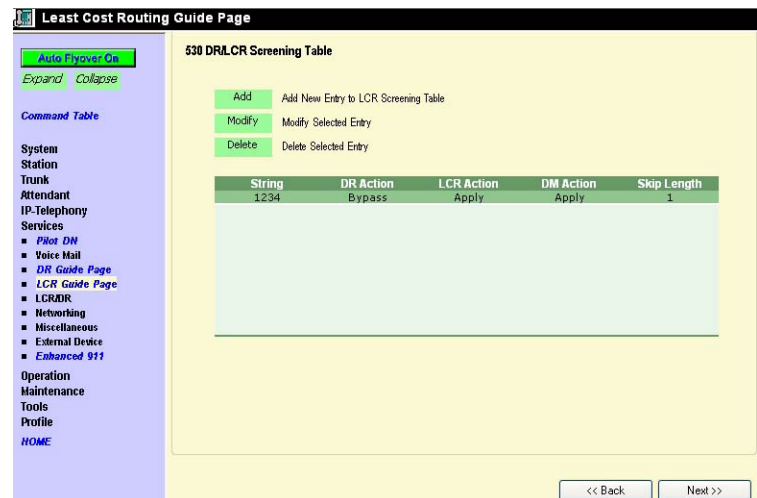 Least Cost Routing Guide Page
Auto Flyover On
Expand Collapse
Command Table
System
Station
Trunk
Attendant
IP-Telephony
Services
Pilot DN
Voice Mail
DR Guide Page
LCR Guide Page
LCR/DR
Networking
Miscellaneous
External Device
Enhanced 911
Operation
Maintenance
Tools
Profile
HOME
530 DR/LCR Screening Table
Add Add New Entry to LCR Screening Table
Modify Modify Selected Entry
Delete Delete Selected Entry
String DR Action LCR Action DM Action Skip Length
1234 Bypass Apply Apply 1
<< Back Next >>